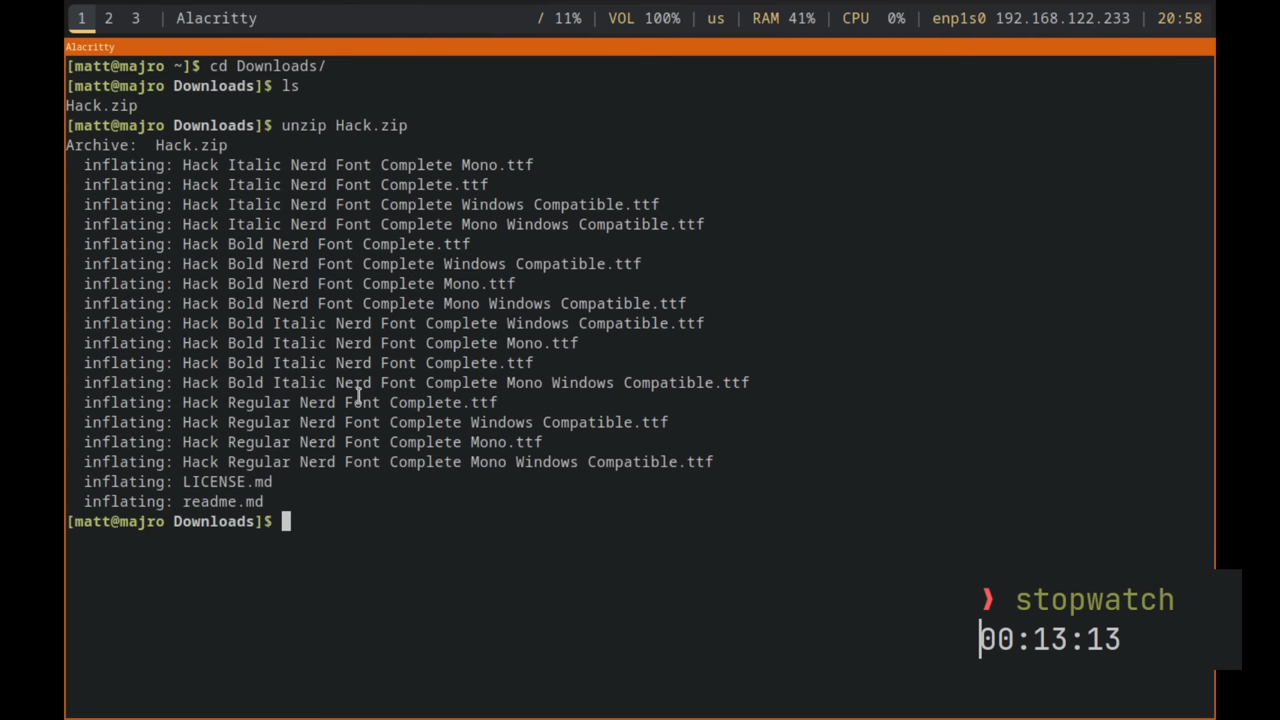 1 2 3 | Alacritty / 11% | VOL 100% | us | RAM 41% | CPU 0% | enp1s0 192.168.122.233 | 20:58
Alacritty
[matt@majro ~]$ cd Downloads/
[matt@majro Downloads]$ ls
Hack.zip
[matt@majro Downloads]$ unzip Hack.zip
Archive:  Hack.zip
  inflating: Hack Italic Nerd Font Complete Mono.ttf
  inflating: Hack Italic Nerd Font Complete.ttf
  inflating: Hack Italic Nerd Font Complete Windows Compatible.ttf
  inflating: Hack Italic Nerd Font Complete Mono Windows Compatible.ttf
  inflating: Hack Bold Nerd Font Complete.ttf
  inflating: Hack Bold Nerd Font Complete Windows Compatible.ttf
  inflating: Hack Bold Nerd Font Complete Mono.ttf
  inflating: Hack Bold Nerd Font Complete Mono Windows Compatible.ttf
  inflating: Hack Bold Italic Nerd Font Complete Windows Compatible.ttf
  inflating: Hack Bold Italic Nerd Font Complete Mono.ttf
  inflating: Hack Bold Italic Nerd Font Complete.ttf
  inflating: Hack Bold Italic Nerd Font Complete Mono Windows Compatible.ttf
  inflating: Hack Regular Nerd Font Complete.ttf
  inflating: Hack Regular Nerd Font Complete Windows Compatible.ttf
  inflating: Hack Regular Nerd Font Complete Mono.ttf
  inflating: Hack Regular Nerd Font Complete Mono Windows Compatible.ttf
  inflating: LICENSE.md
  inflating: readme.md
[matt@majro Downloads]$
❯ stopwatch
00:13:13